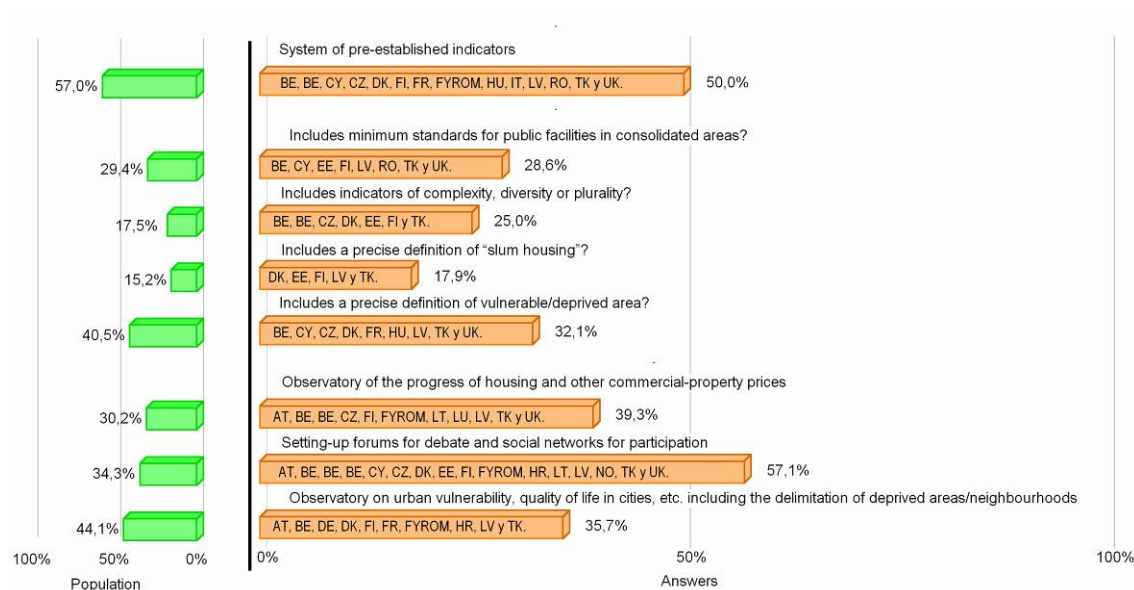 System of pre-established indicators
57,0%
BE, BE, CY, CZ, DK, FI, FR, FYROM, HU, IT, LV, RO, TK y UK.
50,0%
Includes minimum standards for public facilities in consolidated areas?
29,4%
BE, CY, EE, FI, LV, RO, TK y UK.
28,6%
Includes indicators of complexity, diversity or plurality?
17,5%
BE, BE, CZ, DK, EE, FI y TK.
25,0%
Includes a precise definition of “slum housing”?
15,2%
DK, EE, FI, LV y TK.
17,9%
Includes a precise definition of vulnerable/deprived area?
40,5%
BE, CY, CZ, DK, FR, HU, LV, TK y UK.
32,1%
Observatory of the progress of housing and other commercial-property prices
30,2%
AT, BE, BE, CZ, FI, FYROM, LT, LU, LV, TK y UK.
39,3%
Setting-up forums for debate and social networks for participation
34,3%
AT, BE, BE, BE, CY, CZ, DK, EE, FI, FYROM, HR, LT, LV, NO, TK y UK.
57,1%
Observatory on urban vulnerability, quality of life in cities, etc. including the delimitation of deprived areas/neighbourhoods
44,1%
AT, BE, DE, DK, FI, FR, FYROM, HR, LV y TK.
35,7%
100% 50% 0%
0% 50% 100%
Population
Answers